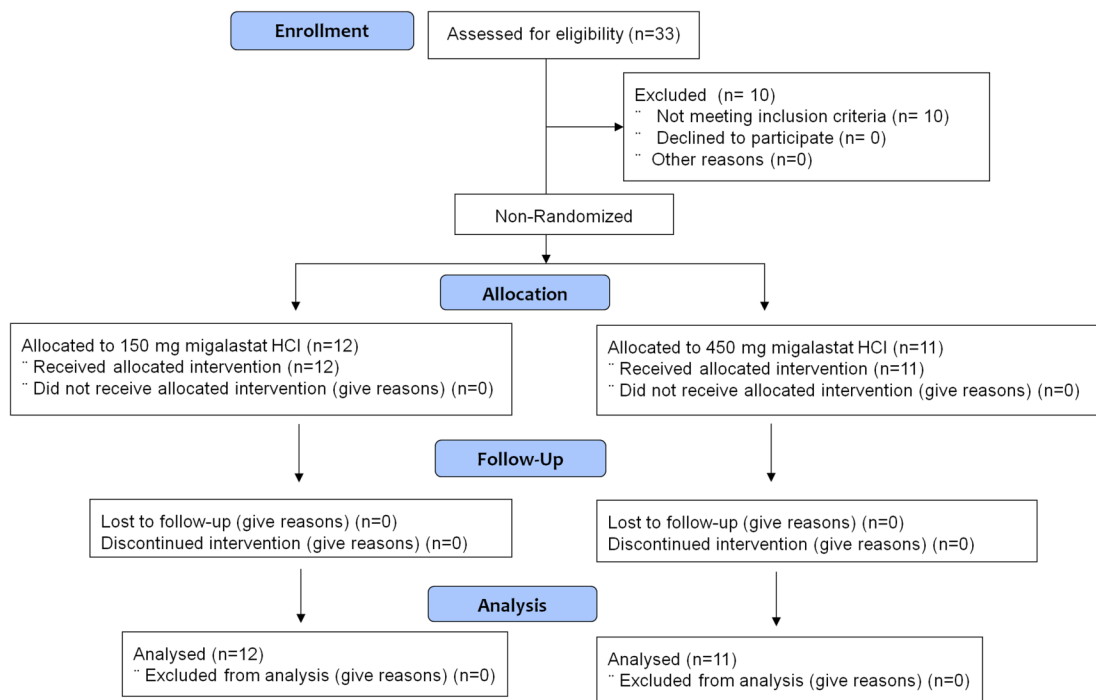 Enrollment
Assessed for eligibility (n=33)
Excluded (n= 10)
¨ Not meeting inclusion criteria (n= 10)
¨ Declined to participate (n= 0)
¨ Other reasons (n=0)
Non-Randomized
Allocation
Allocated to 150 mg migalastat HCl (n=12)
¨ Received allocated intervention (n=12)
¨ Did not receive allocated intervention (give reasons) (n=0)
Allocated to 450 mg migalastat HCl (n=11)
¨ Received allocated intervention (n=11)
¨ Did not receive allocated intervention (give reasons) (n=0)
Follow-Up
Lost to follow-up (give reasons) (n=0)
Discontinued intervention (give reasons) (n=0)
Lost to follow-up (give reasons) (n=0)
Discontinued intervention (give reasons) (n=0)
Analysis
Analysed (n=12)
¨ Excluded from analysis (give reasons) (n=0)
Analysed (n=11)
¨ Excluded from analysis (give reasons) (n=0)